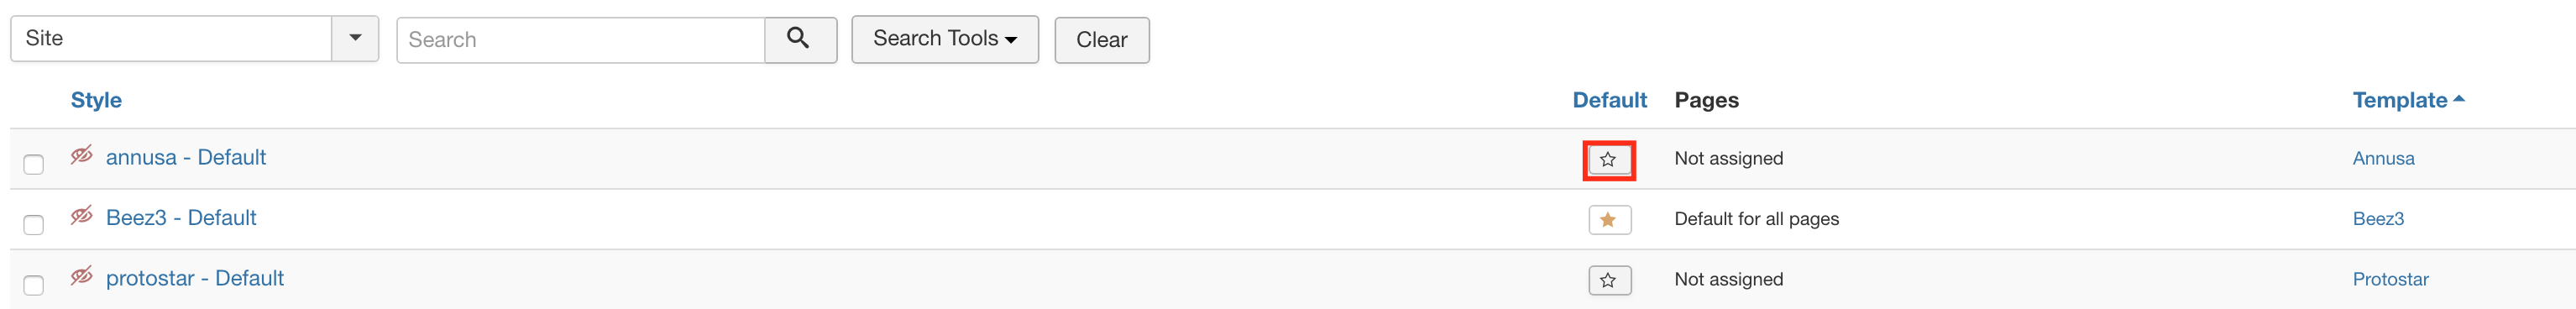 Site Search Search Tools Clear
Style Default Pages Template
annusa - Default Not assigned Annusa
Beez3 - Default Default for all pages Beez3
protostar - Default Not assigned Protostar